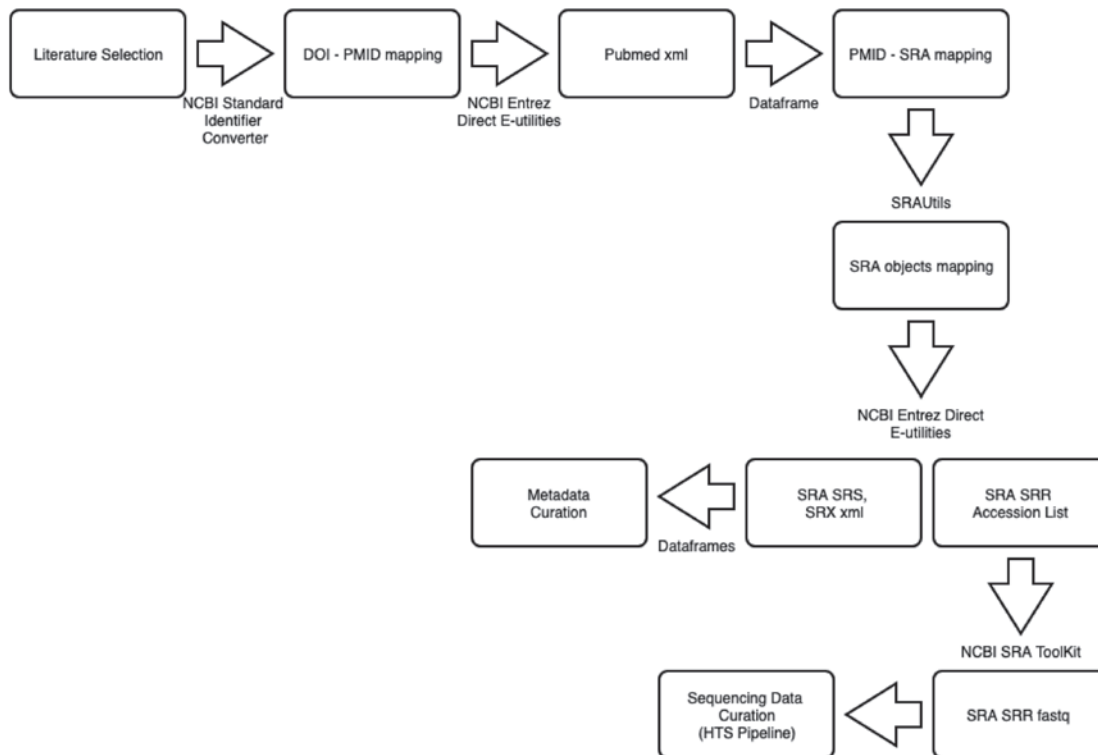 Literature Selection
DOI - PMID mapping
Pubmed xml
PMID - SRA mapping
NCBI Standard
Identifier
Converter
NCBI Entrez
Direct E-utilities
Dataframe
SRAUtils
SRA objects mapping
NCBI Entrez Direct
E-utilities
Metadata
Curation
SRA SRS,
SRX xml
SRA SRR
Accession List
Dataframes
NCBI SRA ToolKit
Sequencing Data
Curation
(HTS Pipeline)
SRA SRR fastq